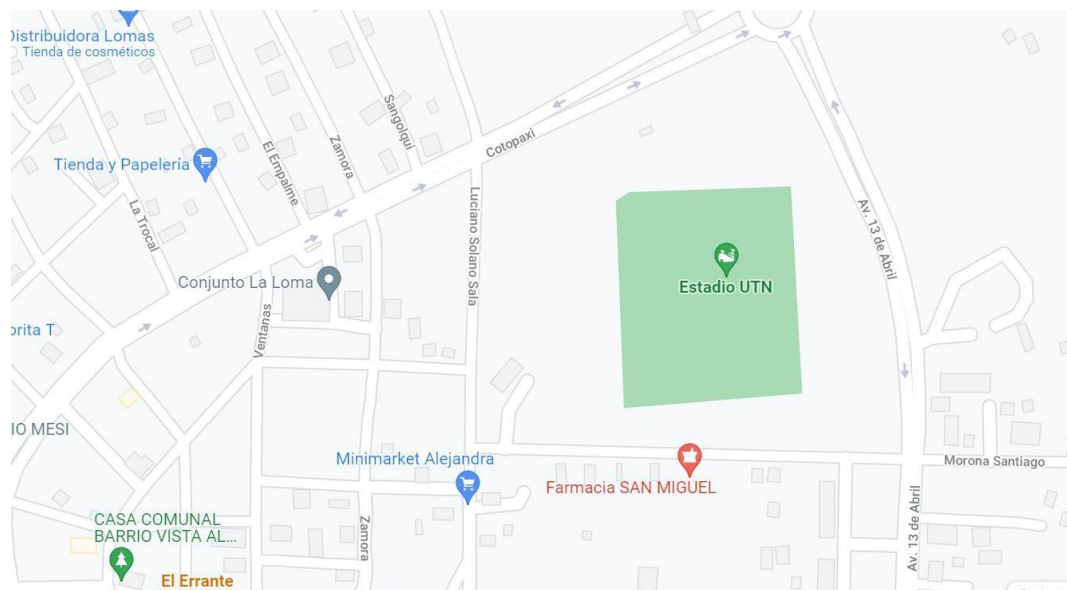 Distribuidora Lomas
Tienda de cosméticos
Sangolqui
Zamora
El Empalme
Cotopaxi
Tienda y Papelería
La Trocal
Luciano Solano Sala
Av. 13 de Abril
Conjunto La Loma
Estadio UTN
Ventanas
orita T
IO MESI
Minimarket Alejandra
Morona Santiago
Farmacia SAN MIGUEL
CASA COMUNAL
BARRIO VISTA AL...
Zamora
Av. 13 de Abril
El Errante